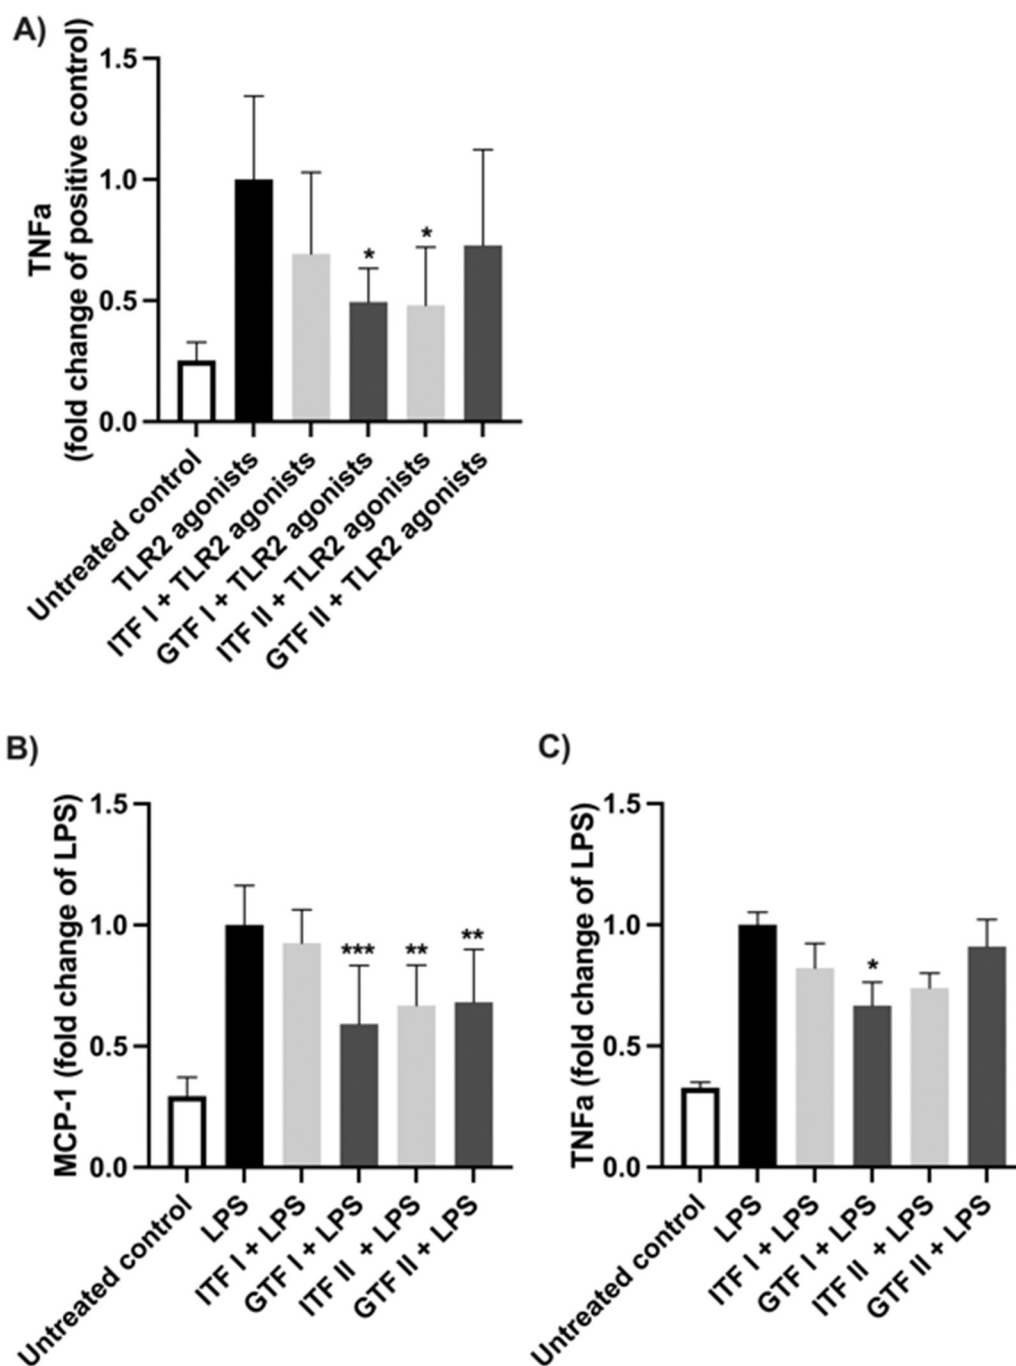 A)
TNFa
(fold change of positive control)
1.5
1.0
0.5
0.0
*
*
Untreated control
TLR2 agonists
ITF I + TLR2 agonists
GTF I + TLR2 agonists
ITF II + TLR2 agonists
GTF II + TLR2 agonists
B)
MCP-1 (fold change of LPS)
1.5
1.0
0.5
0.0
***
**
**
Untreated control
LPS
ITF I + LPS
GTF I + LPS
ITF II + LPS
GTF II + LPS
C)
TNFa (fold change of LPS)
1.5
1.0
0.5
0.0
*
Untreated control
LPS
ITF I + LPS
GTF I + LPS
ITF II + LPS
GTF II + LPS